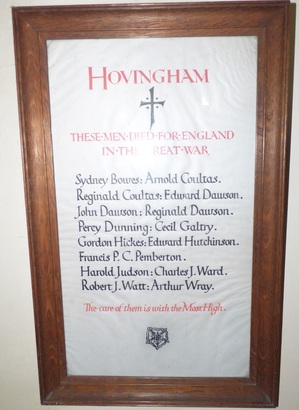 HOVINGHAM
THESE·MEN·DIED·FOR·ENGLAND
IN·THE·GREAT·WAR
Sydney Bowes: Arnold Coultas.
Reginald Coultas: Edward Dawson.
John Dawson: Reginald Dawson.
Percy Dunning: Cecil Galtry.
Gordon Hickes: Edward Hutchinson.
Francis P. C. Pemberton.
Harold Judson: Charles J. Ward.
Robert J. Watt: Arthur Wray.
The care of them is with the Most High.